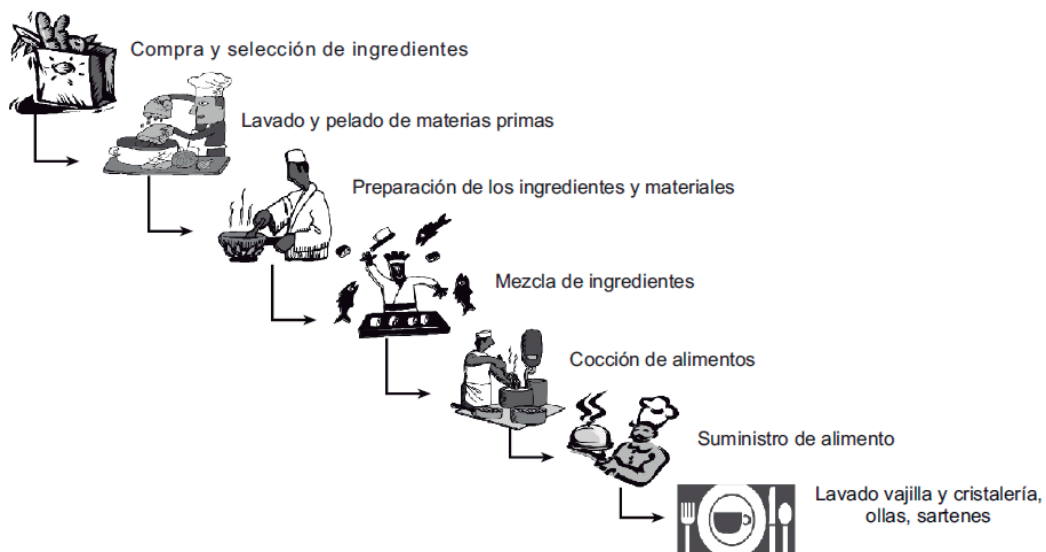 Compra y selección de ingredientes
Lavado y pelado de materias primas
Preparación de los ingredientes y materiales
Mezcla de ingredientes
Cocción de alimentos
Suministro de alimento
Lavado vajilla y cristalería,
ollas, sartenes